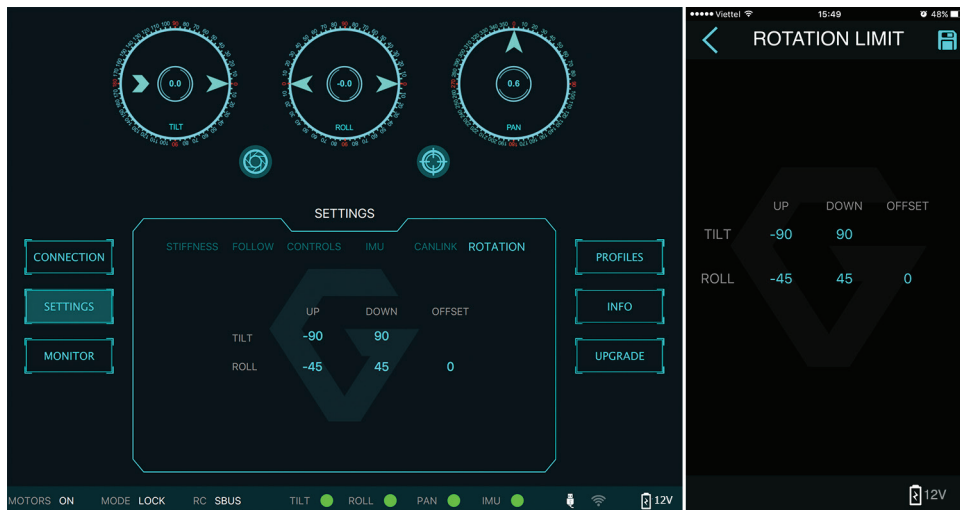 0.0
TILT
-0.0
ROLL
0.6
PAN
SETTINGS
STIFFNESS FOLLOW CONTROLS IMU CANLINK ROTATION
CONNECTION
SETTINGS
MONITOR
UP DOWN OFFSET
TILT -90 90
ROLL -45 45 0
PROFILES
INFO
UPGRADE
MOTORS ON MODE LOCK RC SBUS TILT ROLL PAN IMU 12V
Viettel 15:49 48%
ROTATION LIMIT
UP DOWN OFFSET
TILT -90 90
ROLL -45 45 0
12V